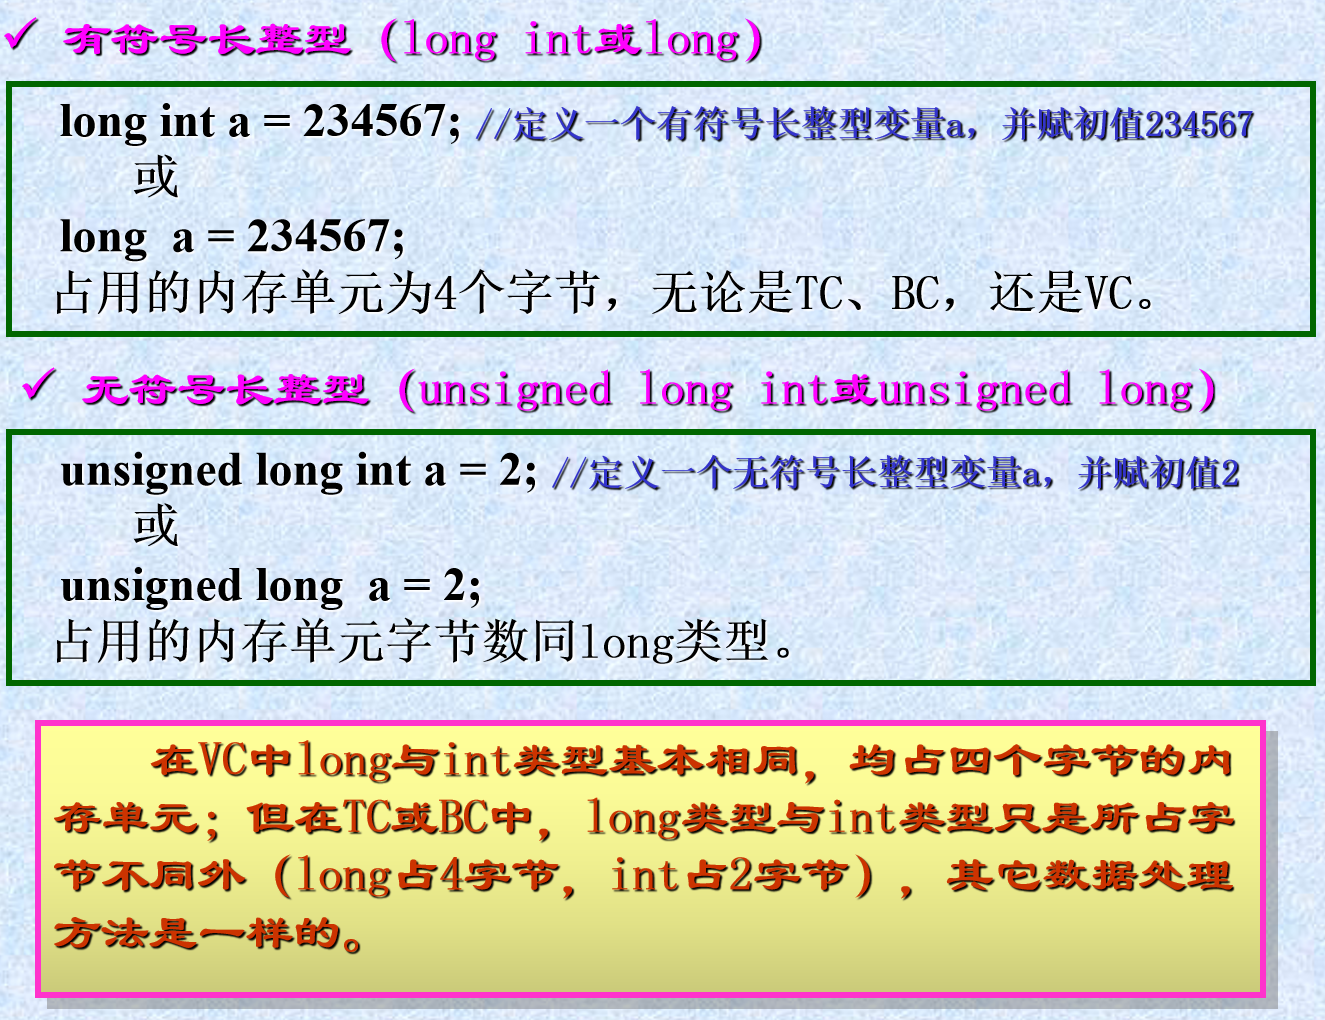 ✓ 有符号长整型（long int或long）
long int a = 234567; //定义一个有符号长整型变量a，并赋初值234567
或
long  a = 234567;
占用的内存单元为4个字节，无论是TC、BC，还是VC。
✓ 无符号长整型（unsigned long int或unsigned long）
unsigned long int a = 2; //定义一个无符号长整型变量a，并赋初值2
或
unsigned long  a = 2;
占用的内存单元字节数同long类型。
在VC中long与int类型基本相同，均占四个字节的内
存单元；但在TC或BC中，long类型与int类型只是所占字
节不同外（long占4字节，int占2字节），其它数据处理
方法是一样的。